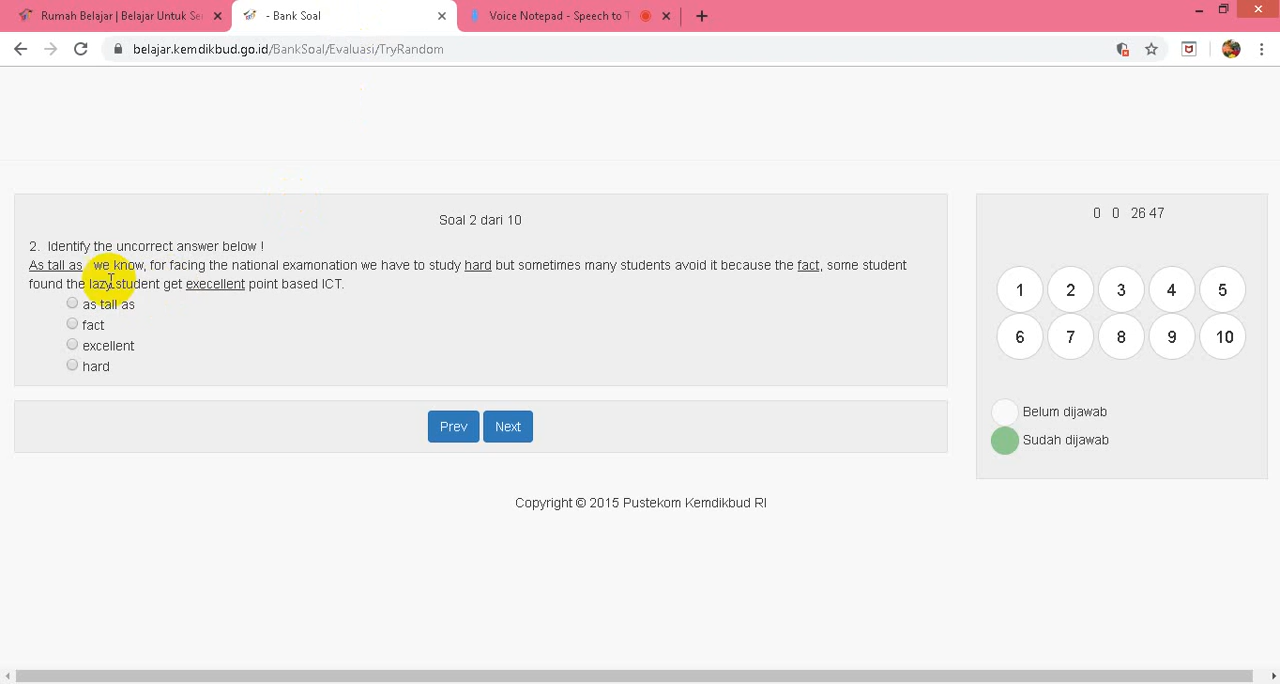 Rumah Belajar | Belajar Untuk Se
- Bank Soal
Voice Notepad - Speech to T
belajar.kemdikbud.go.id/BankSoal/Evaluasi/TryRandom
Soal 2 dari 10
2. Identify the uncorrect answer below !
As tall as we know, for facing the national examonation we have to study hard but sometimes many students avoid it because the fact, some student
found the lazy student get execellent point based ICT.
as tall as
fact
excellent
hard
Prev Next
0 0 26 47
1 2 3 4 5
6 7 8 9 10
Belum dijawab
Sudah dijawab
Copyright © 2015 Pustekom Kemdikbud RI